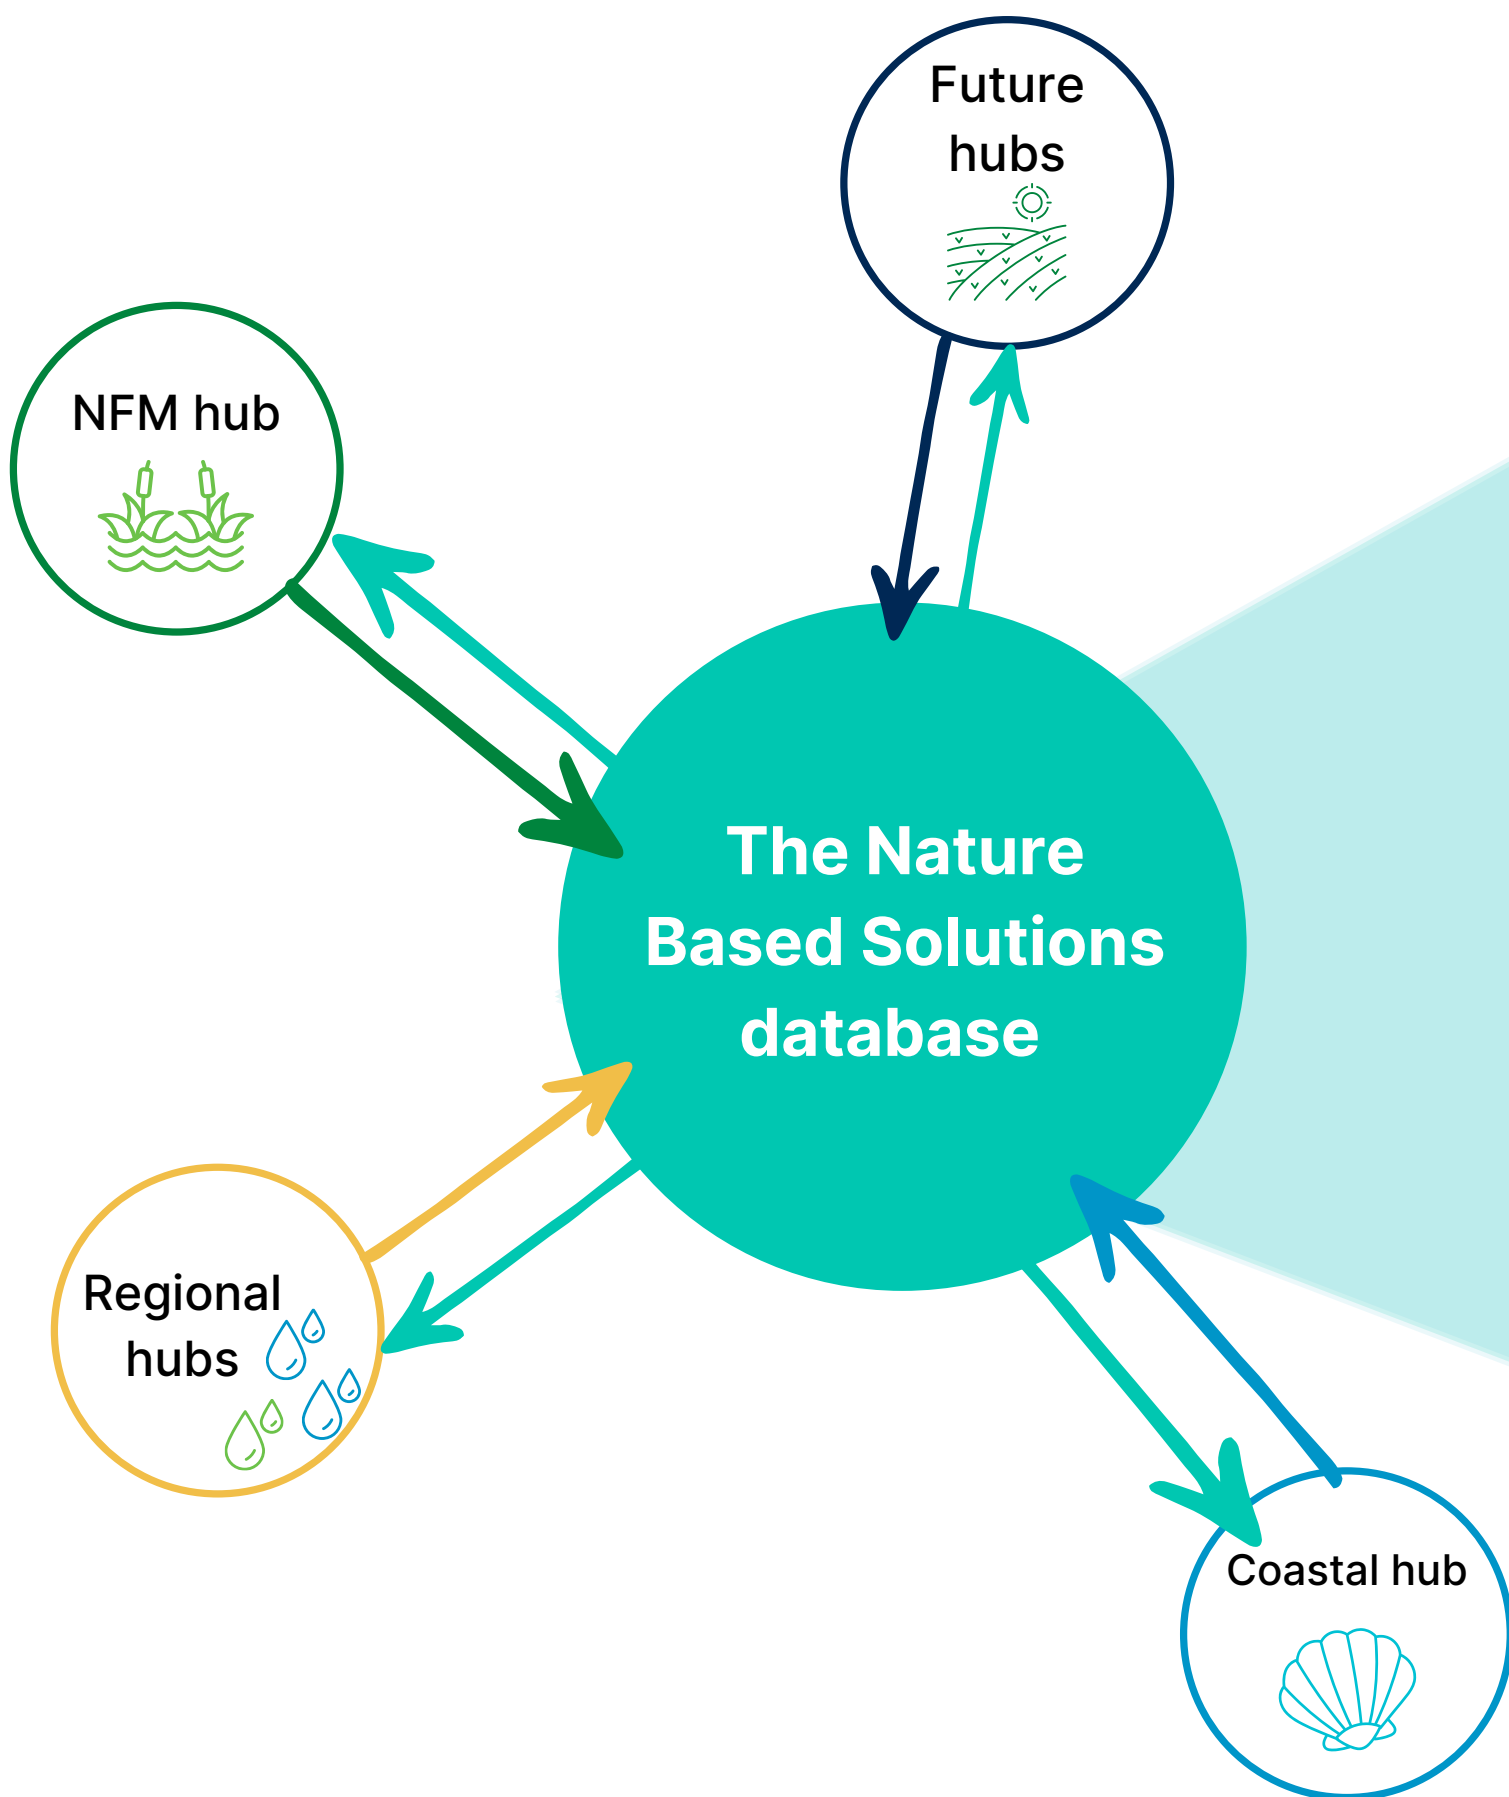 Future
hubs
NFM hub
The Nature
Based Solutions
database
Regional
hubs
Coastal hub